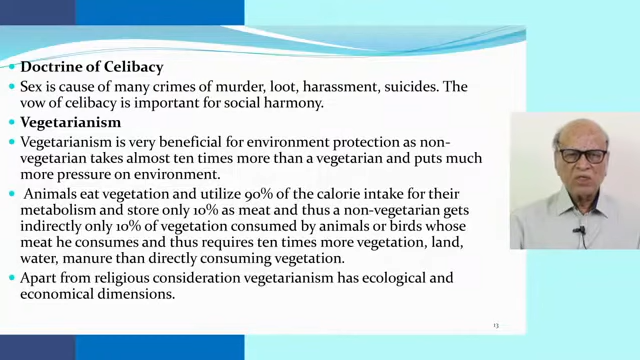 Doctrine of Celibacy
Sex is cause of many crimes of murder, loot, harassment, suicides. The
vow of celibacy is important for social harmony.
Vegetarianism
Vegetarianism is very beneficial for environment protection as non-
vegetarian takes almost ten times more than a vegetarian and puts much
more pressure on environment.
Animals eat vegetation and utilize 90% of the calorie intake for their
metabolism and store only 10% as meat and thus a non-vegetarian gets
indirectly only 10% of vegetation consumed by animals or birds whose
meat he consumes and thus requires ten times more vegetation, land,
water, manure than directly consuming vegetation.
Apart from religious consideration vegetarianism has ecological and
economical dimensions.
13